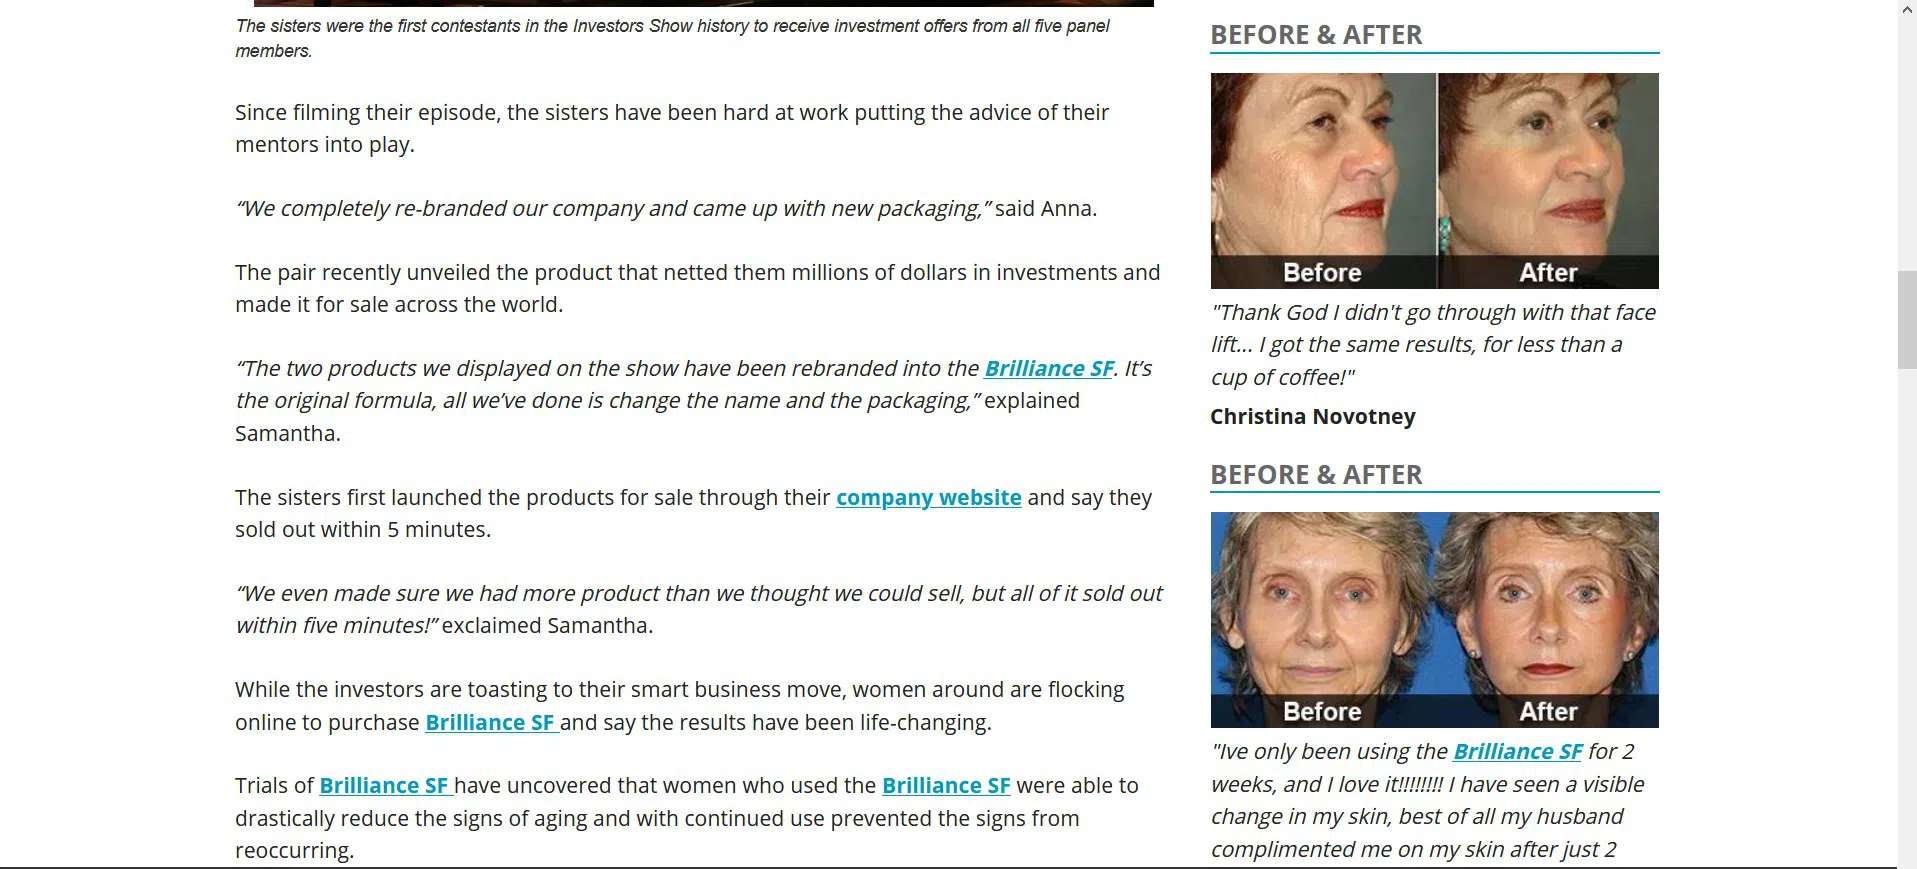 The sisters were the first contestants in the Investors Show history to receive investment offers from all five panel
members.
Since filming their episode, the sisters have been hard at work putting the advice of their
mentors into play.
“We completely re-branded our company and came up with new packaging,” said Anna.
The pair recently unveiled the product that netted them millions of dollars in investments and
made it for sale across the world.
“The two products we displayed on the show have been rebranded into the Brilliance SF. It’s
the original formula, all we’ve done is change the name and the packaging,” explained
Samantha.
The sisters first launched the products for sale through their company website and say they
sold out within 5 minutes.
“We even made sure we had more product than we thought we could sell, but all of it sold out
within five minutes!” exclaimed Samantha.
While the investors are toasting to their smart business move, women around are flocking
online to purchase Brilliance SF and say the results have been life-changing.
Trials of Brilliance SF have uncovered that women who used the Brilliance SF were able to
drastically reduce the signs of aging and with continued use prevented the signs from
reoccurring.
BEFORE & AFTER
Before After
"Thank God I didn't go through with that face
lift... I got the same results, for less than a
cup of coffee!"
Christina Novotney
BEFORE & AFTER
Before After
"Ive only been using the Brilliance SF for 2
weeks, and I love it!!!!!!!! I have seen a visible
change in my skin, best of all my husband
complimented me on my skin after just 2